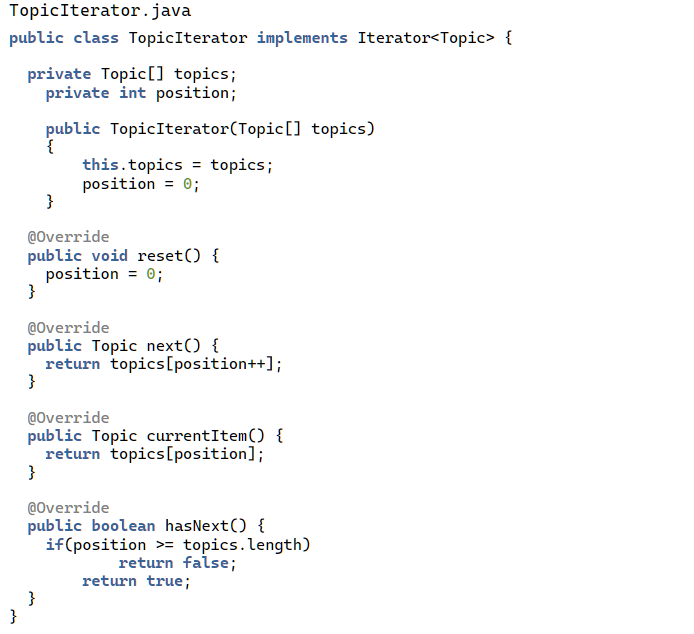 TopicIterator.java
public class TopicIterator implements Iterator<Topic> {
private Topic[] topics;
private int position;
public TopicIterator(Topic[] topics)
{
this.topics = topics;
position = 0;
}
@Override
public void reset() {
position = 0;
}
@Override
public Topic next() {
return topics[position++];
}
@Override
public Topic currentItem() {
return topics[position];
}
@Override
public boolean hasNext() {
if(position >= topics.length)
return false;
return true;
}
}